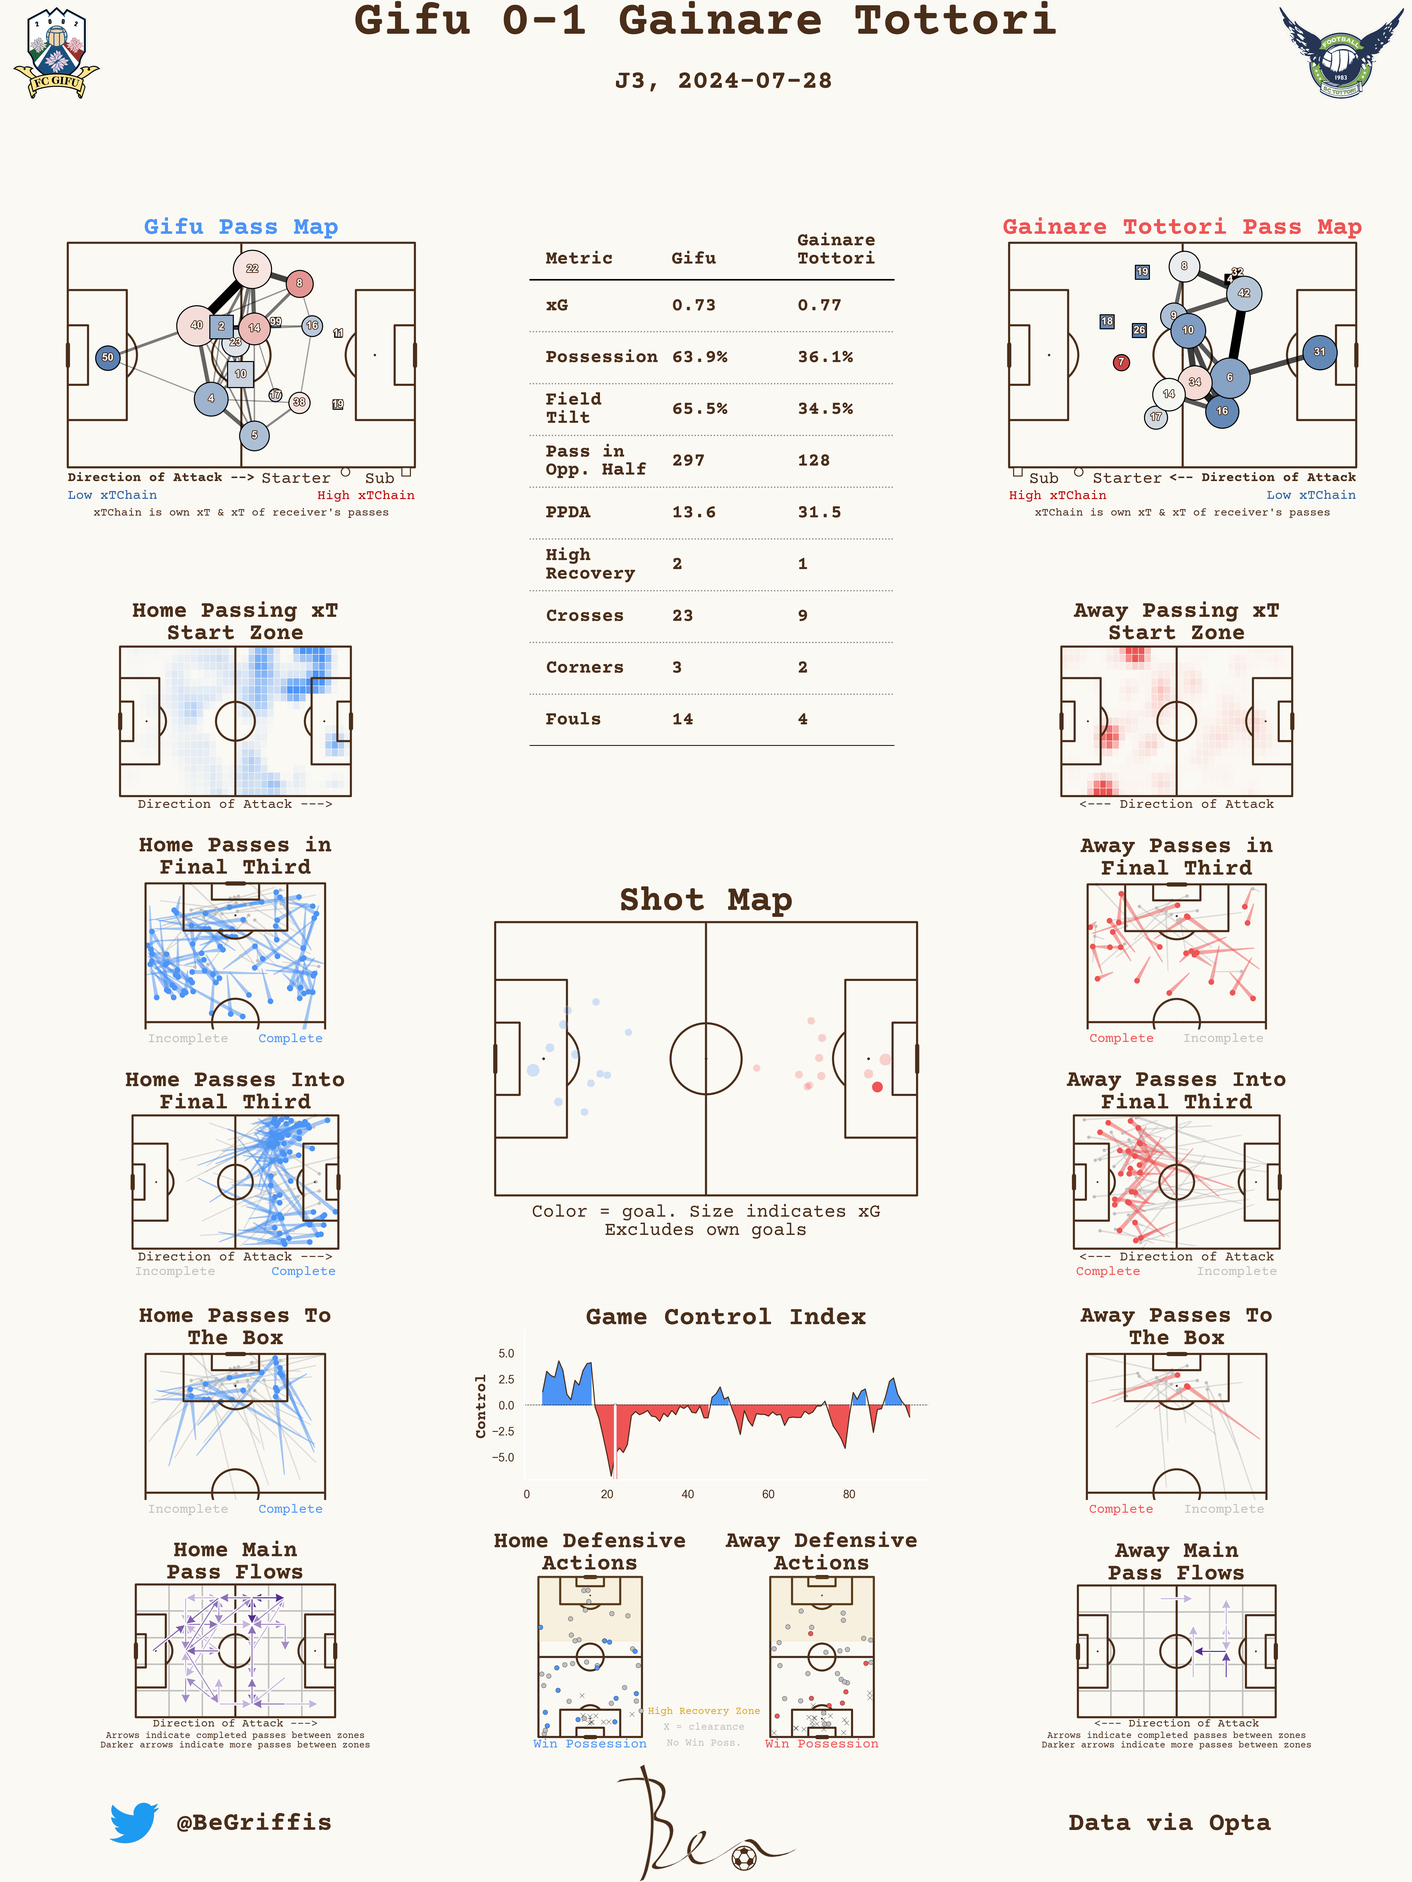 Gifu 0-1 Gainare Tottori
J3, 2024-07-28
FC GIFU
FOOTBALL
1983
S.C. TOTTORI
Gifu Pass Map
22
8
40
2
14
99
16
11
23
50
10
4
17
38
19
5
Direction of Attack --> Starter Sub
Low xTChain High xTChain
xTChain is own xT & xT of receiver's passes
Metric Gifu Gainare
Tottori
xG 0.73 0.77
Possession 63.9% 36.1%
Field
Tilt 65.5% 34.5%
Pass in
Opp. Half 297 128
PPDA 13.6 31.5
High
Recovery 2 1
Crosses 23 9
Corners 3 2
Fouls 14 4
Gainare Tottori Pass Map
19
8
32
4
42
18
9
26
10
31
7
6
34
14
17
16
Sub Starter <-- Direction of Attack
High xTChain Low xTChain
xTChain is own xT & xT of receiver's passes
Home Passing xT
Start Zone
Direction of Attack --->
Away Passing xT
Start Zone
<--- Direction of Attack
Home Passes in
Final Third
Incomplete Complete
Away Passes in
Final Third
Complete Incomplete
Shot Map
Color = goal. Size indicates xG
Excludes own goals
Home Passes Into
Final Third
Direction of Attack --->
Incomplete Complete
Away Passes Into
Final Third
<--- Direction of Attack
Complete Incomplete
Home Passes To
The Box
Incomplete Complete
Game Control Index
Control
5.0
2.5
0.0
−2.5
−5.0
0 20 40 60 80
Away Passes To
The Box
Complete Incomplete
Home Main
Pass Flows
Direction of Attack --->
Arrows indicate completed passes between zones
Darker arrows indicate more passes between zones
Home Defensive
Actions
Win Possession
High Recovery Zone
X = clearance
No Win Poss.
Away Defensive
Actions
Win Possession
Away Main
Pass Flows
<--- Direction of Attack
Arrows indicate completed passes between zones
Darker arrows indicate more passes between zones
@BeGriffis
Ben
Data via Opta